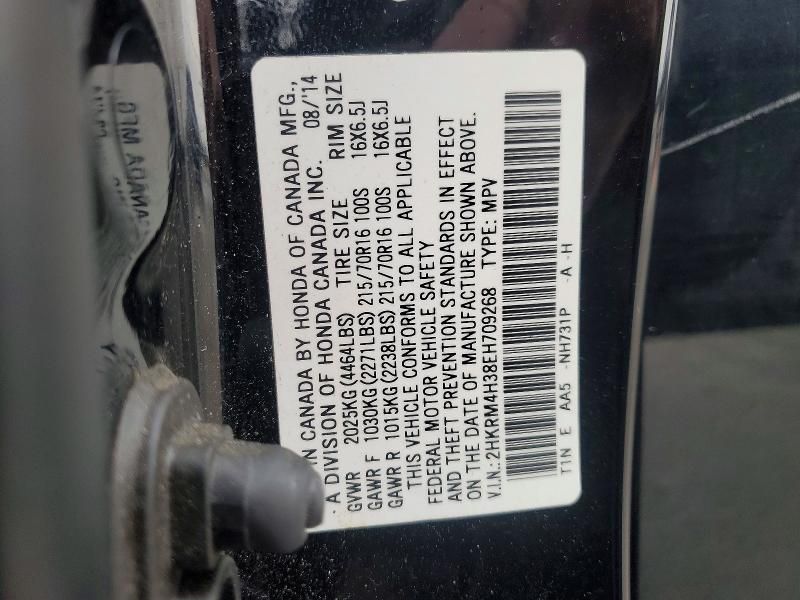 IN CANADA BY HONDA OF CANADA MFG.,
A DIVISION OF HONDA CANADA INC. 08/'14
GVWR 2025KG(4464LBS) TIRE SIZE RIM SIZE
GAWR F 1030KG(2271LBS) 215/70R16 100S 16X6.5J
GAWR R 1015KG(2238LBS) 215/70R16 100S 16X6.5J
THIS VEHICLE CONFORMS TO ALL APPLICABLE
FEDERAL MOTOR VEHICLE SAFETY
AND THEFT PREVENTION STANDARDS IN EFFECT
ON THE DATE OF MANUFACTURE SHOWN ABOVE.
V.I.N.:2HKRM4H38EH709268 TYPE: MPV
T1N E AA5 -NH731P -A -H